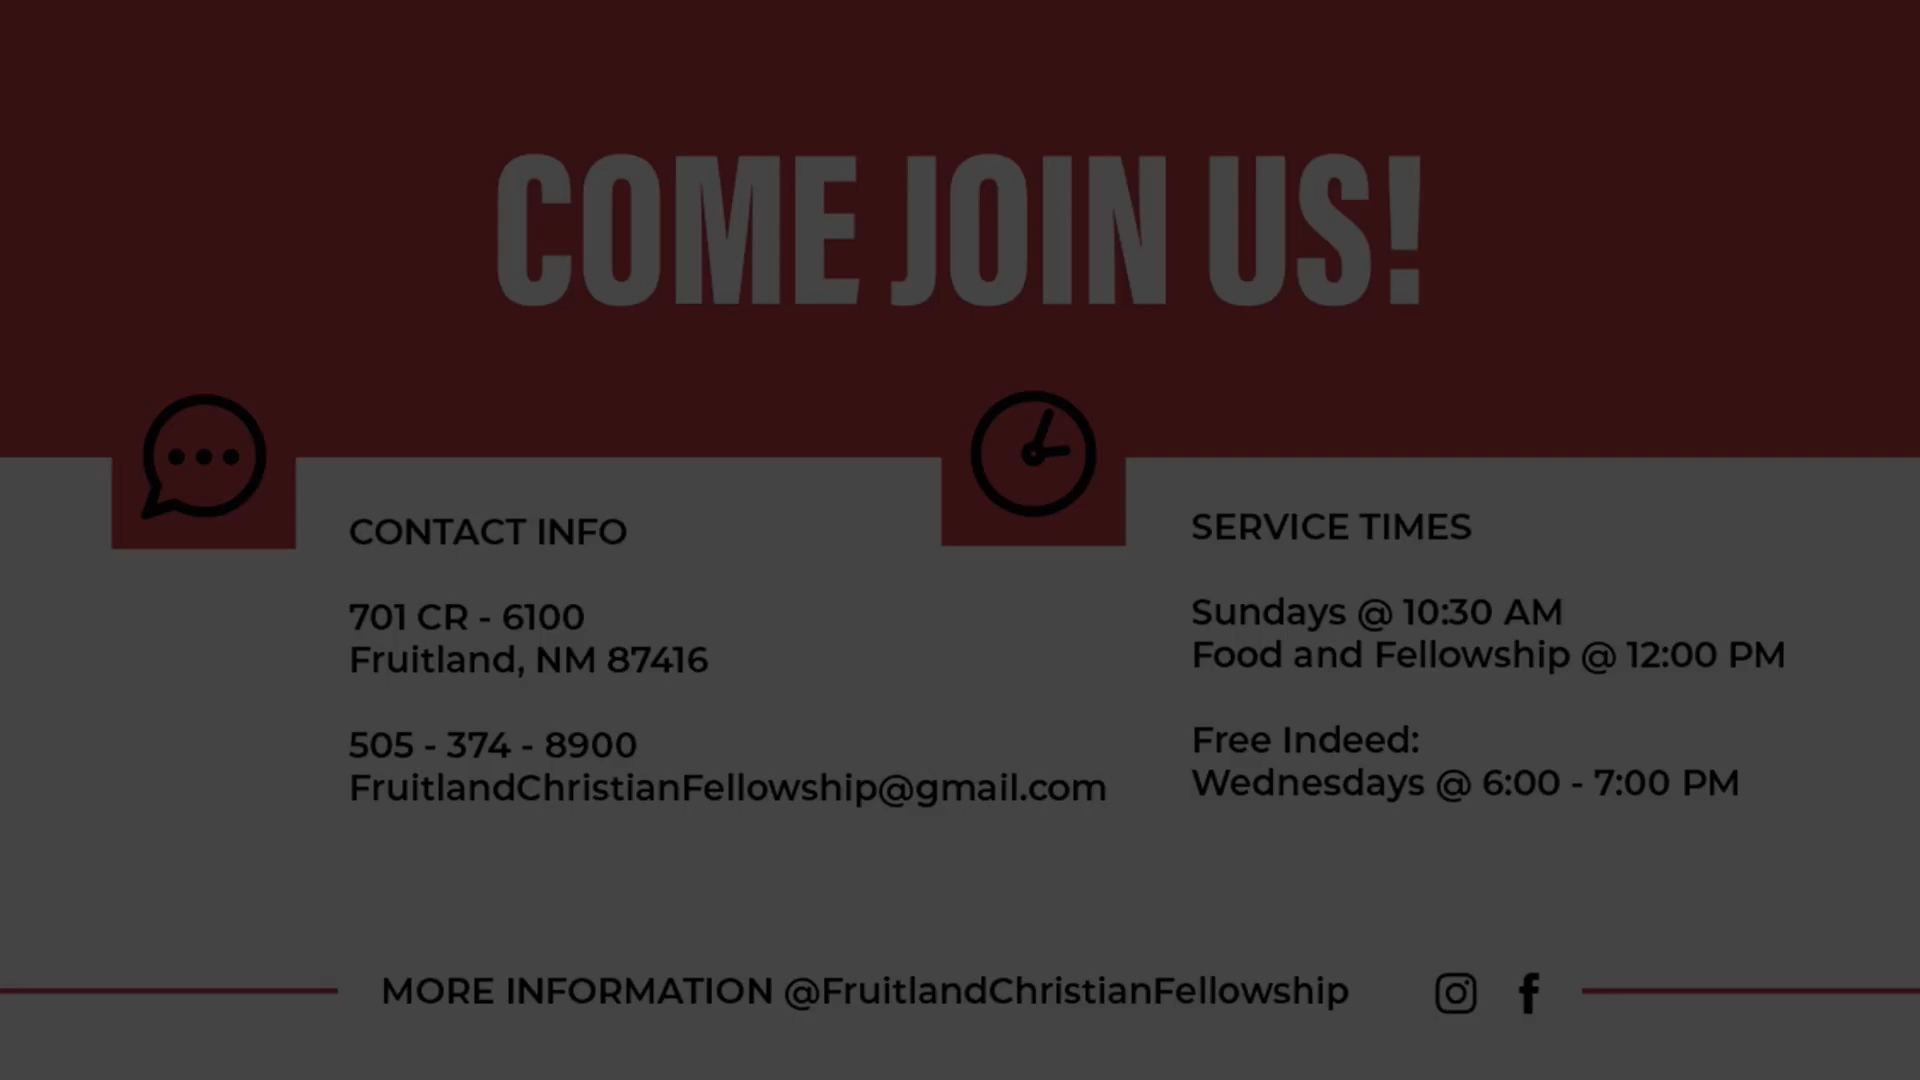 COME JOIN US!
CONTACT INFO
701 CR - 6100
Fruitland, NM 87416
505 - 374 - 8900
FruitlandChristianFellowship@gmail.com
SERVICE TIMES
Sundays @ 10:30 AM
Food and Fellowship @ 12:00 PM
Free Indeed:
Wednesdays @ 6:00 - 7:00 PM
MORE INFORMATION @FruitlandChristianFellowship